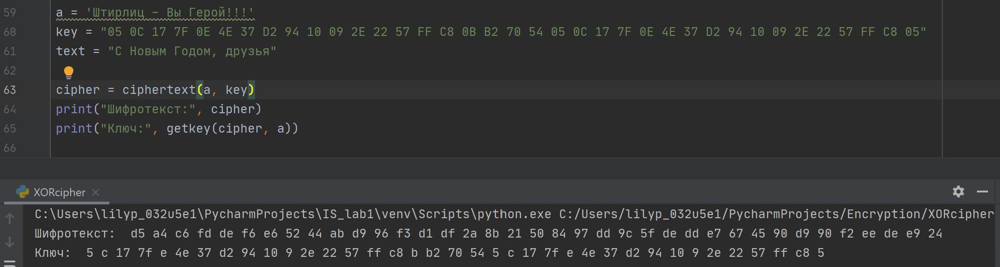 59 a = 'Штирлиц - Вы Герой!!!'
60 key = "05 0C 17 7F 0E 4E 37 D2 94 10 09 2E 22 57 FF C8 0B B2 70 54 05 0C 17 7F 0E 4E 37 D2 94 10 09 2E 22 57 FF C8 05"
61 text = "С Новым Годом, друзья"
62
63 cipher = ciphertext(a, key)
64 print("Шифротекст:", cipher)
65 print("Ключ:", getkey(cipher, a))
66
XORcipher
C:\Users\lilyp_032u5e1\PycharmProjects\IS_lab1\venv\Scripts\python.exe C:/Users/lilyp_032u5e1/PycharmProjects/Encryption/XORcipher
Шифротекст:  d5 a4 c6 fd de f6 e6 52 44 ab d9 96 f3 d1 df 2a 8b 21 50 84 97 dd 9c 5f de dd e7 67 45 90 d9 90 f2 ee de e9 24
Ключ:  5 c 17 7f e 4e 37 d2 94 10 9 2e 22 57 ff c8 b b2 70 54 5 c 17 7f e 4e 37 d2 94 10 9 2e 22 57 ff c8 5